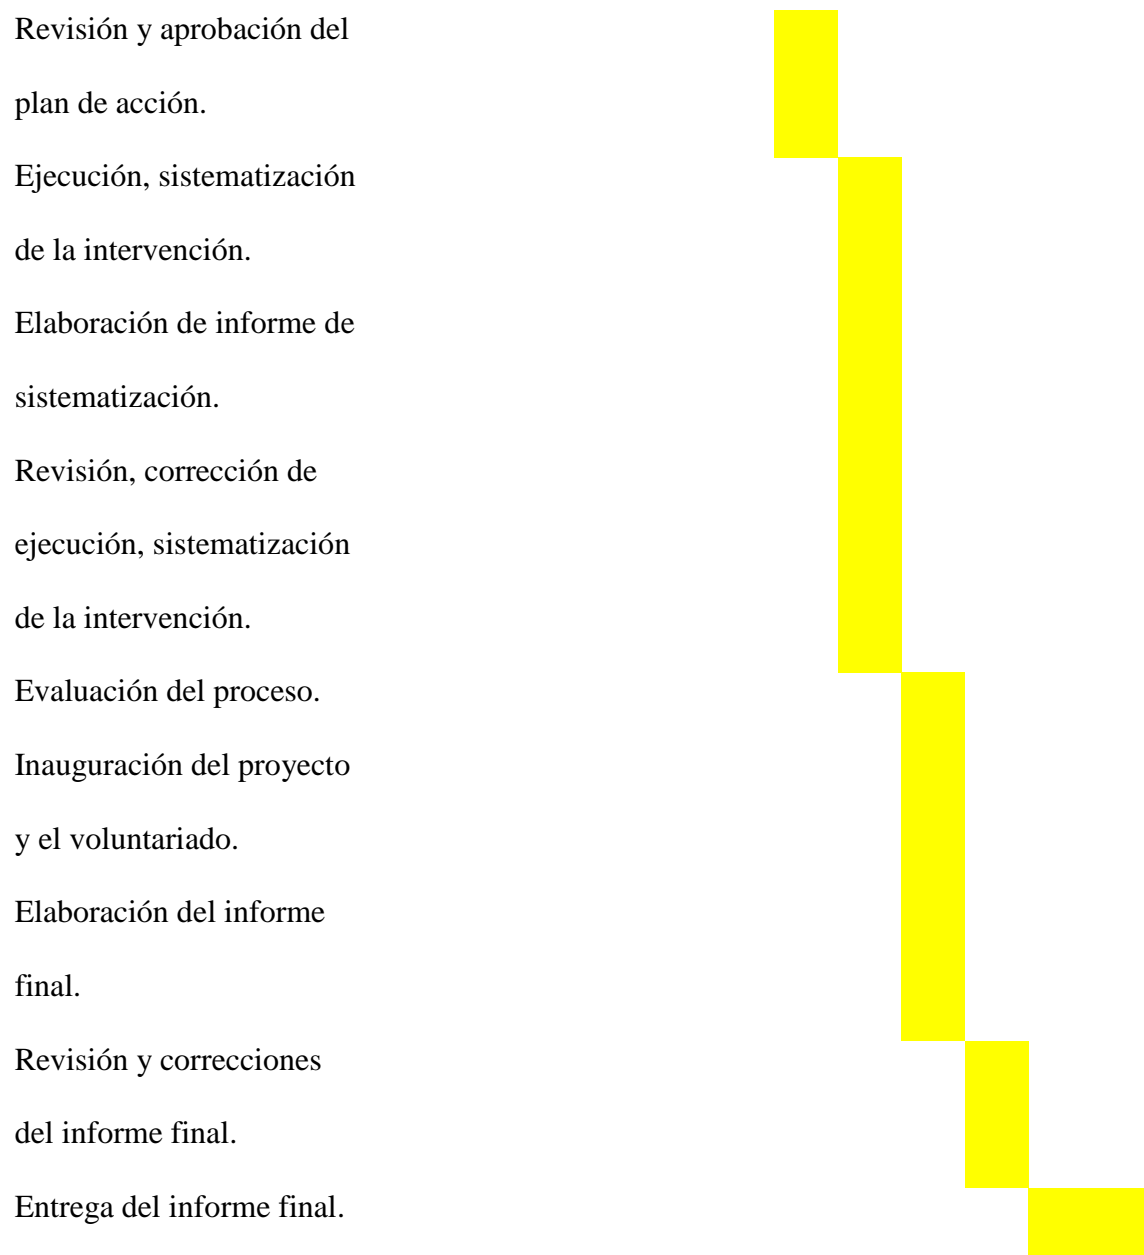 Revisión y aprobación del
plan de acción.
Ejecución, sistematización
de la intervención.
Elaboración de informe de
sistematización.
Revisión, corrección de
ejecución, sistematización
de la intervención.
Evaluación del proceso.
Inauguración del proyecto
y el voluntariado.
Elaboración del informe
final.
Revisión y correcciones
del informe final.
Entrega del informe final.